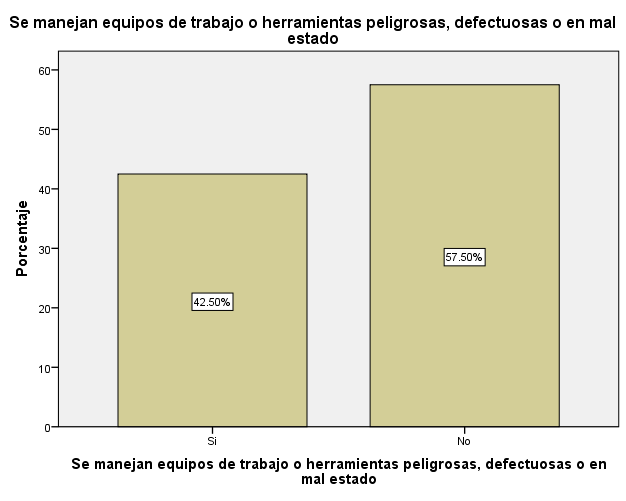 Se manejan equipos de trabajo o herramientas peligrosas, defectuosas o en mal
estado
60
50
40
30
20
10
0
Porcentaje
42.50%
57.50%
Si
No
Se manejan equipos de trabajo o herramientas peligrosas, defectuosas o en
mal estado